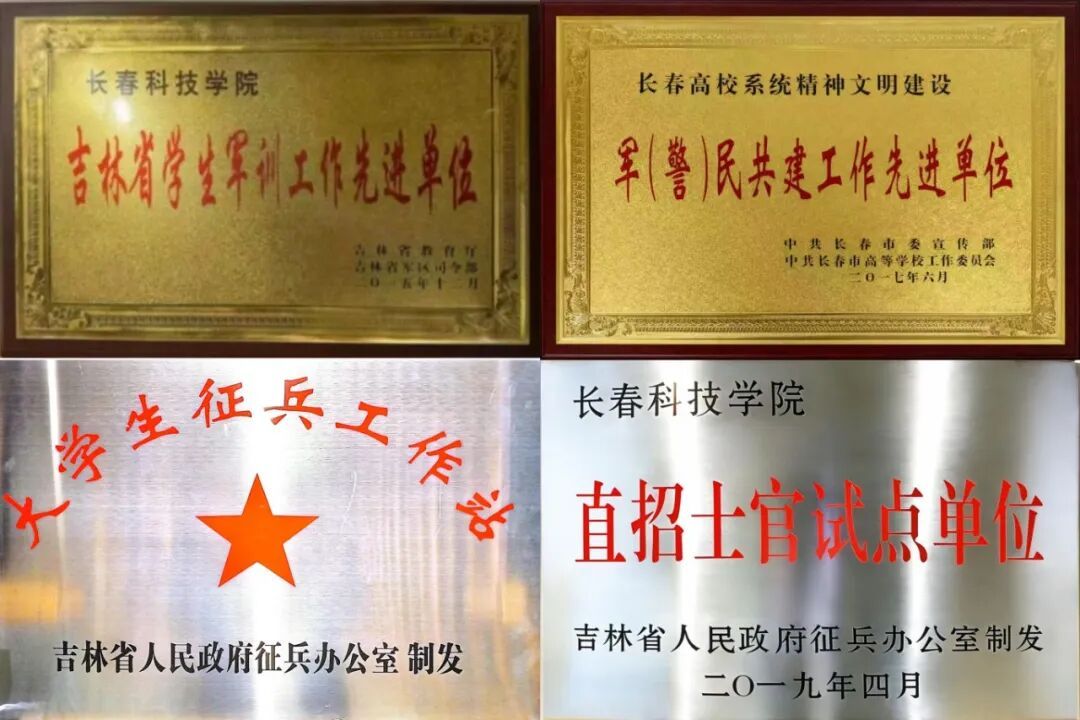 长春科技学院
吉林省学生军训工作先进单位
吉林省教育厅
吉林省军区司令部
二〇一五年十二月
长春高校系统精神文明建设
军(警)民共建工作先进单位
中共长春市委宣传部
中共长春市高等学校工作委员会
二〇一七年六月
大学生征兵工作站
吉林省人民政府征兵办公室 制发
长春科技学院
直招士官试点单位
吉林省人民政府征兵办公室制发
二〇一九年四月